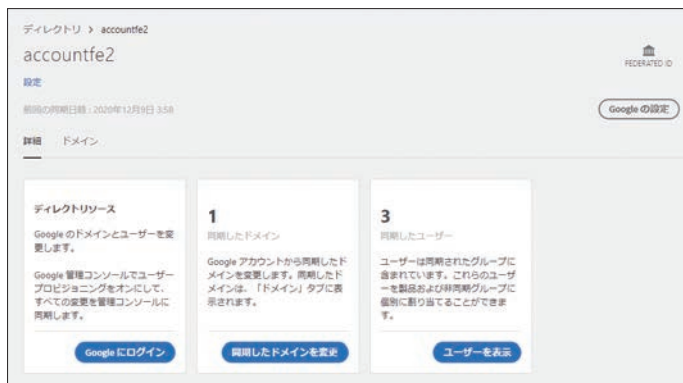 ディレクトリ > accountfe2
accountfe2
FEDERATED ID
設定
前回の同期日時 : 2020年12月9日 3:58
Google の設定
詳細 ドメイン
ディレクトリソース
Google のドメインとユーザーを変
更します。
Google 管理コンソールでユーザー
プロビジョニングをオンにして、
すべての変更を管理コンソールに
同期します。
Google にログイン
1
同期したドメイン
Google アカウントから同期したド
メインを変更します。同期したド
メインは、「ドメイン」タブに表
示されます。
同期したドメインを変更
3
同期したユーザー
ユーザーは同期されたグループに
含まれています。これらのユーザ
ーを製品および非同期グループに
個別に割り当てることができま
す。
ユーザーを表示